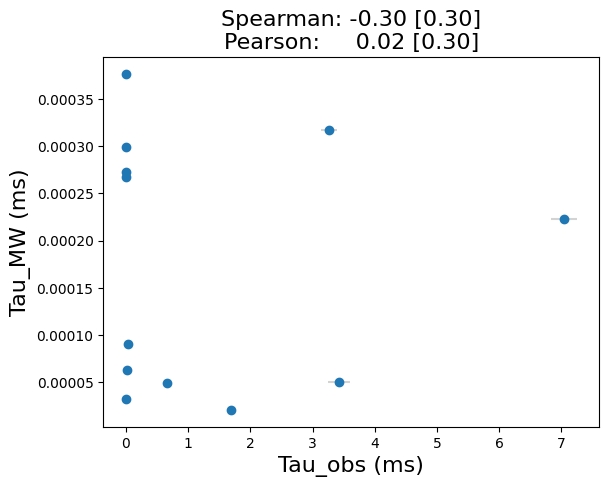 Spearman: -0.30 [0.30]
Pearson: 0.02 [0.30]
0.00035
0.00030
0.00025
0.00020
0.00015
0.00010
0.00005
Tau_MW (ms)
0 1 2 3 4 5 6 7
Tau_obs (ms)